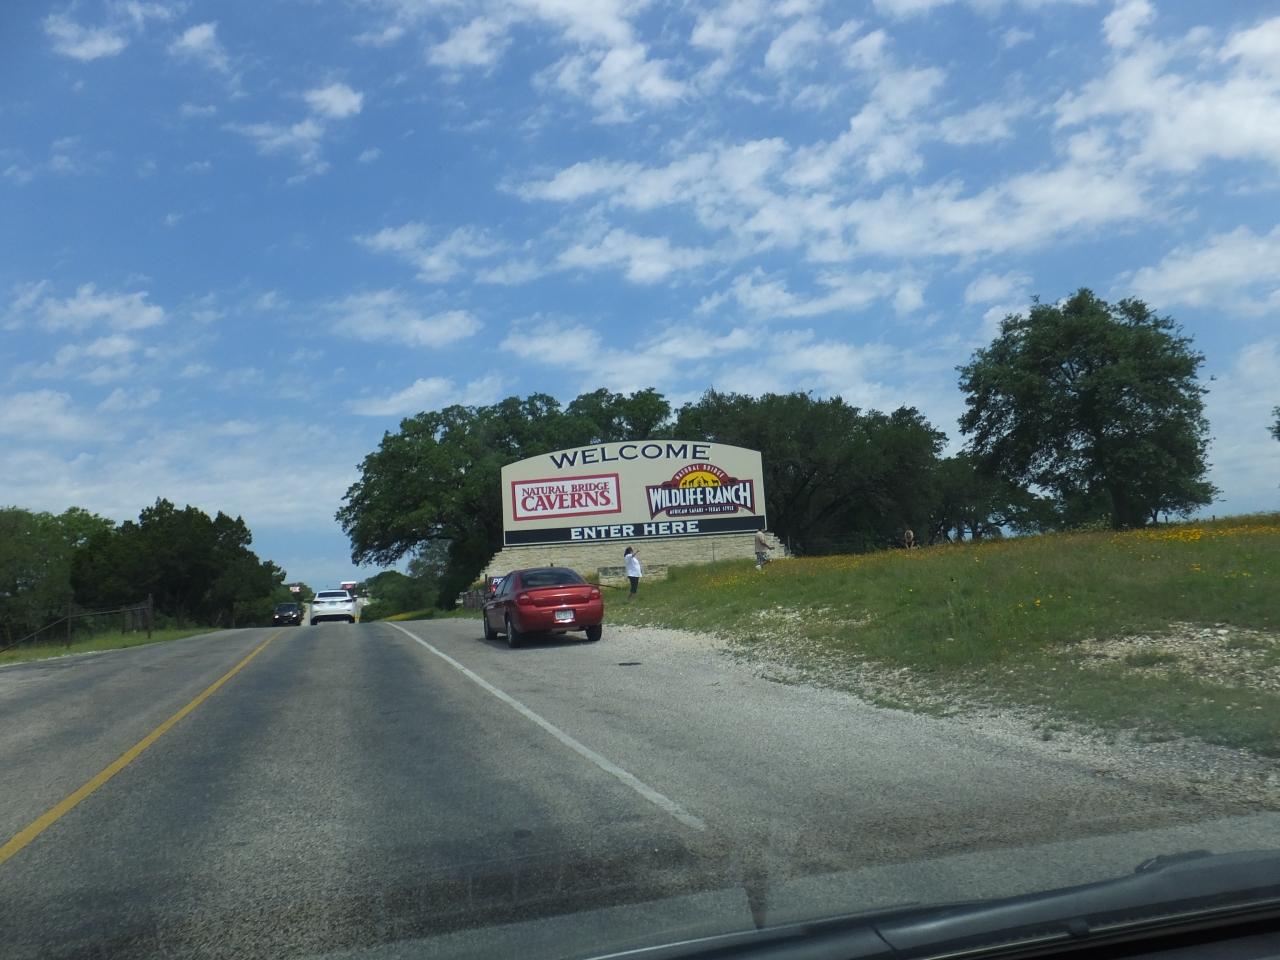 WELCOME
NATURAL BRIDGE
CAVERNS
NATURAL BRIDGE
WILDLIFE RANCH
AFRICAN SAFARI • TEXAS STYLE
ENTER HERE